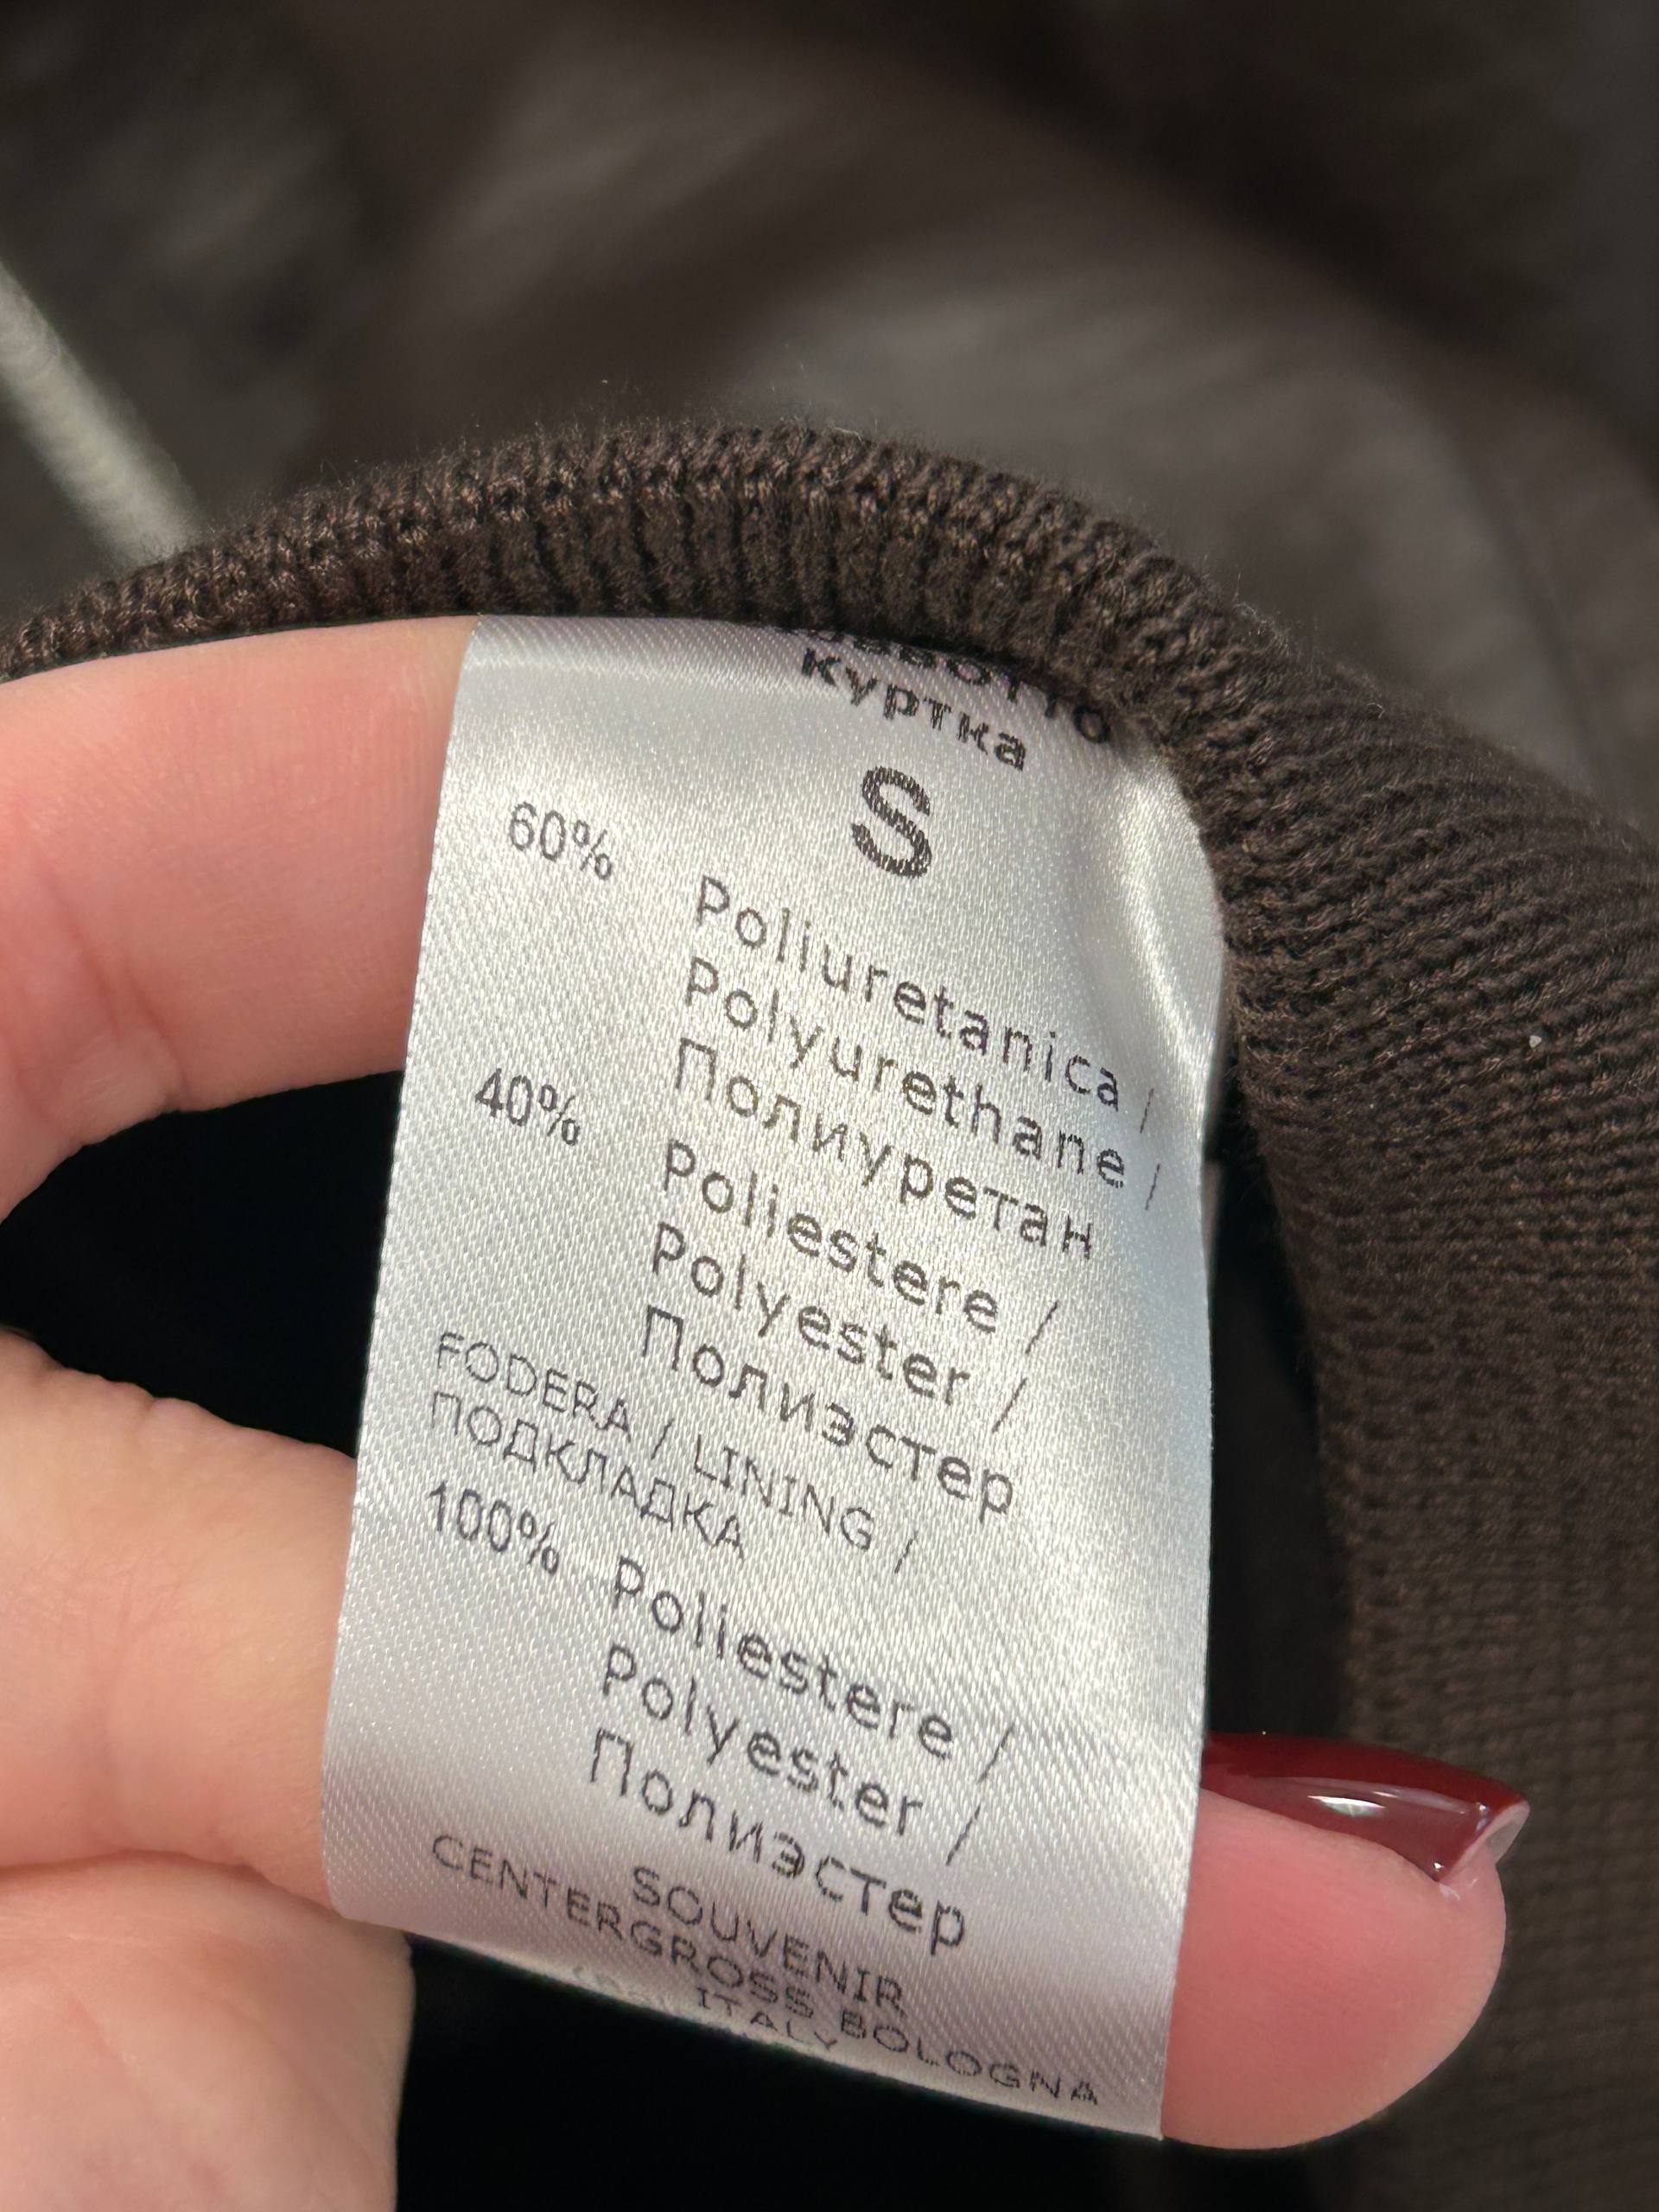 Куртка
S
60% Poliuretanica /
Polyurethane /
Полиуретан
40% Poliestere /
Polyester /
Полиэстер
FODERA / LINING /
ПОДКЛАДКА
100% Poliestere /
Polyester /
Полиэстер
SOUVENIR
CENTERGROSS BOLOGNA
ITALY